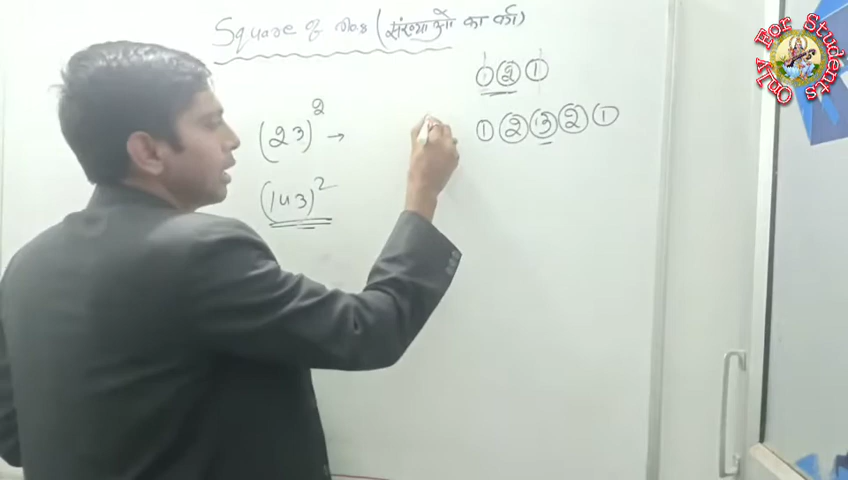 Square of Nos (संख्याओं का वर्ग)
1 2 1
(23)² →
1 2 3 2 1
(143)²
Only For Students